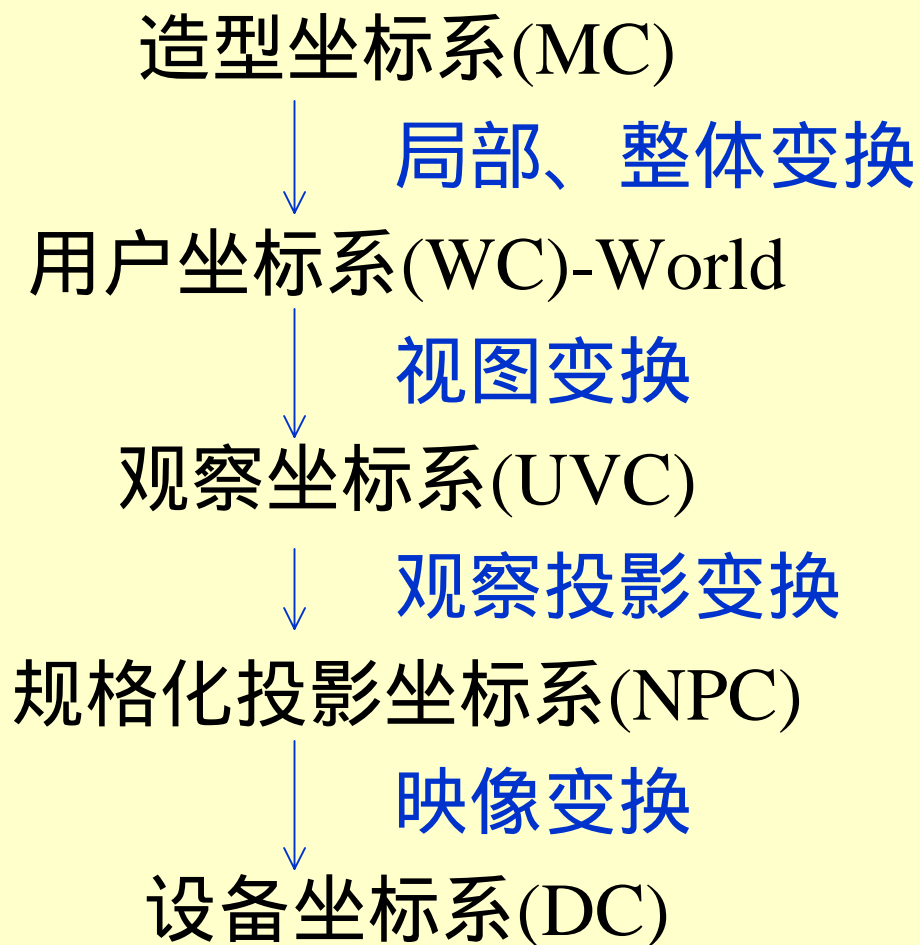 造型坐标系(MC)
局部、整体变换
用户坐标系(WC)-World
视图变换
观察坐标系(UVC)
观察投影变换
规格化投影坐标系(NPC)
映像变换
设备坐标系(DC)